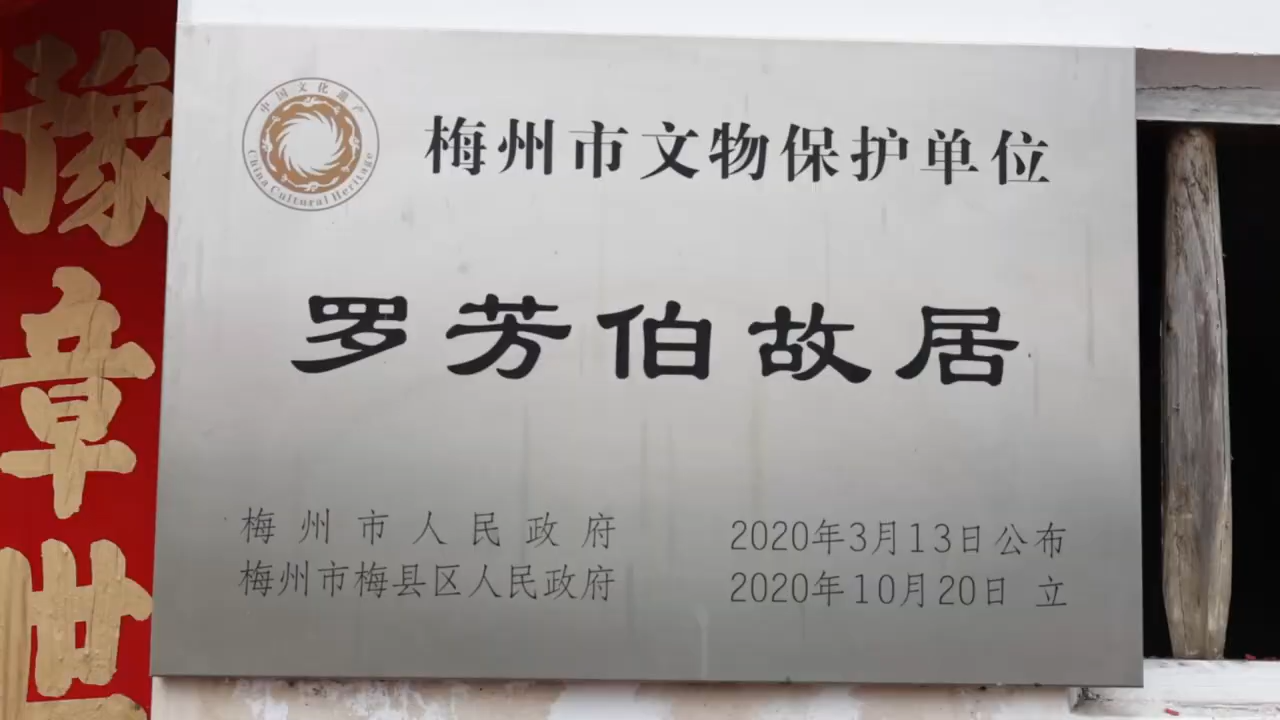 豫章世
中国文化遗产
China Cultural Heritage
梅州市文物保护单位
罗芳伯故居
梅州市人民政府 2020年3月13日公布
梅州市梅县区人民政府 2020年10月20日 立